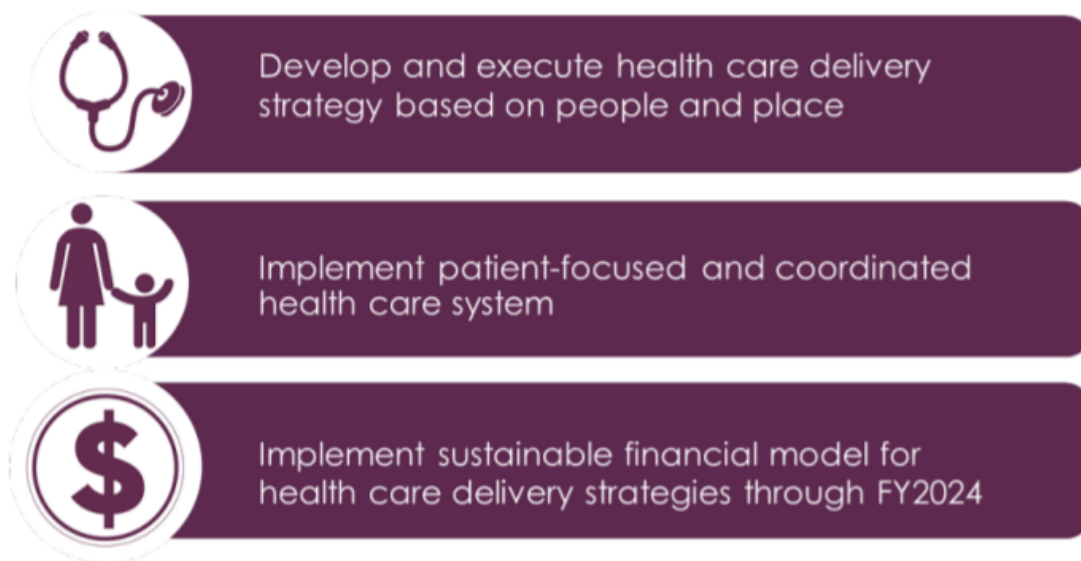 Develop and execute health care delivery
strategy based on people and place
Implement patient-focused and coordinated
health care system
$
Implement sustainable financial model for
health care delivery strategies through FY2024